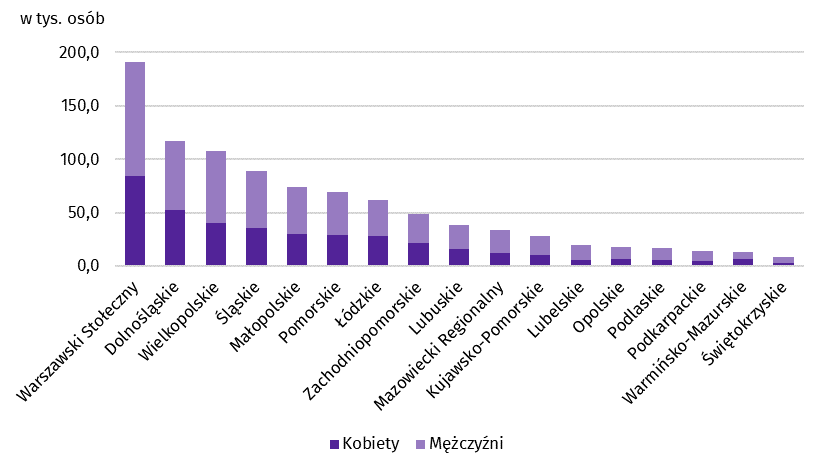 w tys. osób
200,0
150,0
100,0
50,0
0,0
Warszawski Stołeczny
Dolnośląskie
Wielkopolskie
Śląskie
Małopolskie
Pomorskie
Łódzkie
Zachodniopomorskie
Lubuskie
Mazowiecki Regionalny
Kujawsko-Pomorskie
Lubelskie
Opolskie
Podlaskie
Podkarpackie
Warmińsko-Mazurskie
Świętokrzyskie
Kobiety
Mężczyźni